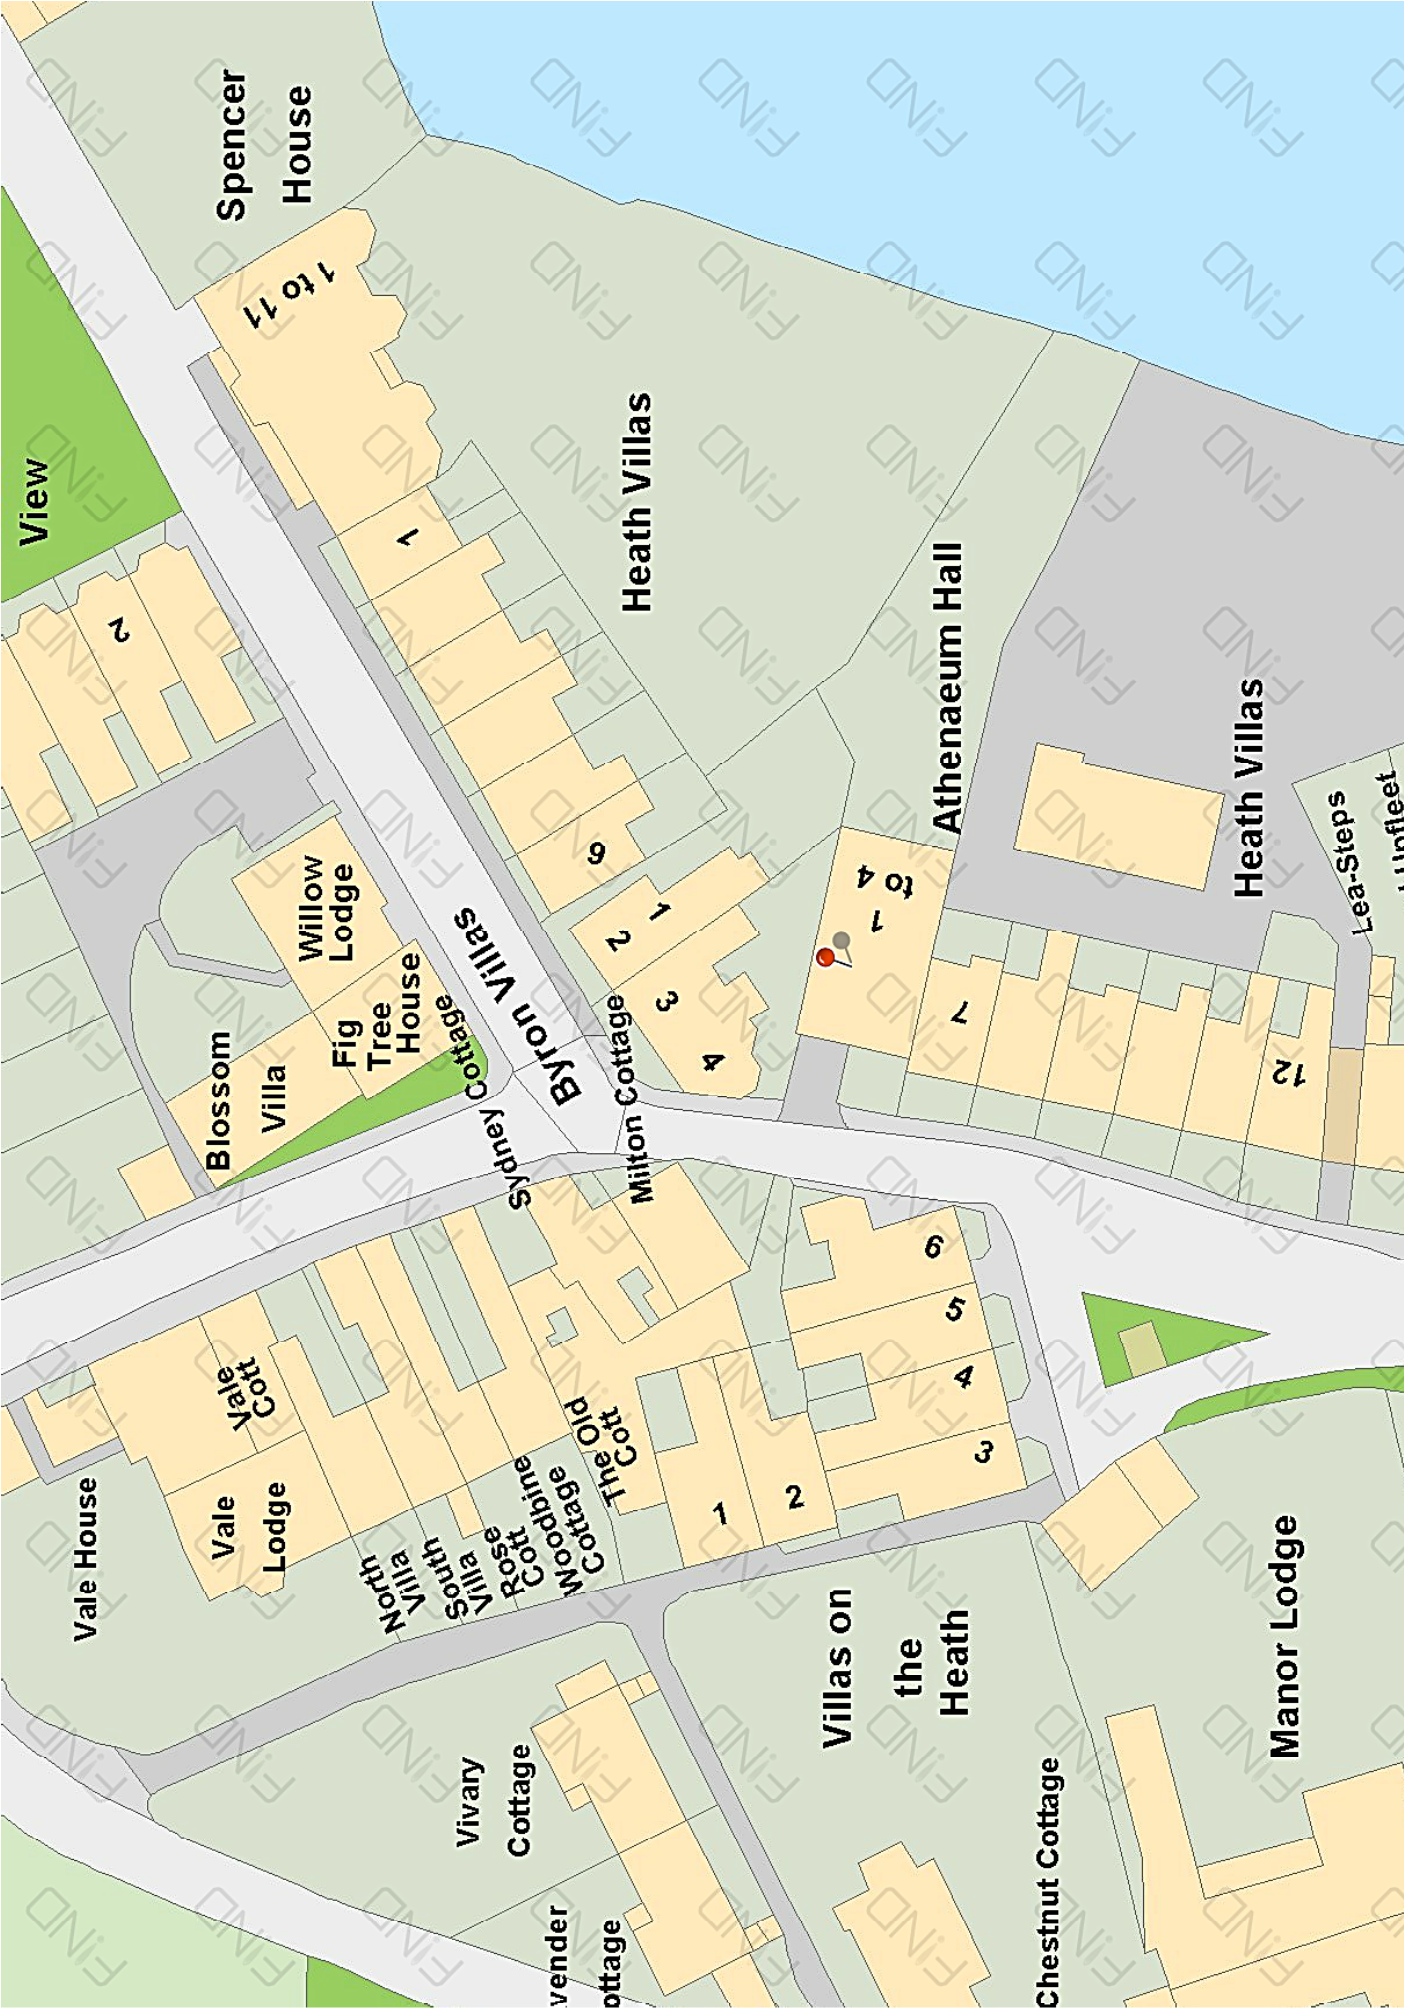 Spencer
House
1 to 11
View
2
1
Heath Villas
Athenaeum Hall
9
Willow
Lodge
Fig
Tree
House
Blossom
Villa
Byron Villas
Sydney Cottage
Milton Cottage
1
2
3
4
1
to 4
7
12
Heath Villas
Lea-Steps
6
5
4
3
Vale
Cott
Vale
Lodge
Vale House
The Old
Cott
1
2
North
Villa
South
Villa
Rose
Cott
Woodbine
Cottage
Villas on
the
Heath
Manor Lodge
Vivary
Cottage
Chestnut Cottage
vender
ottage
FIND